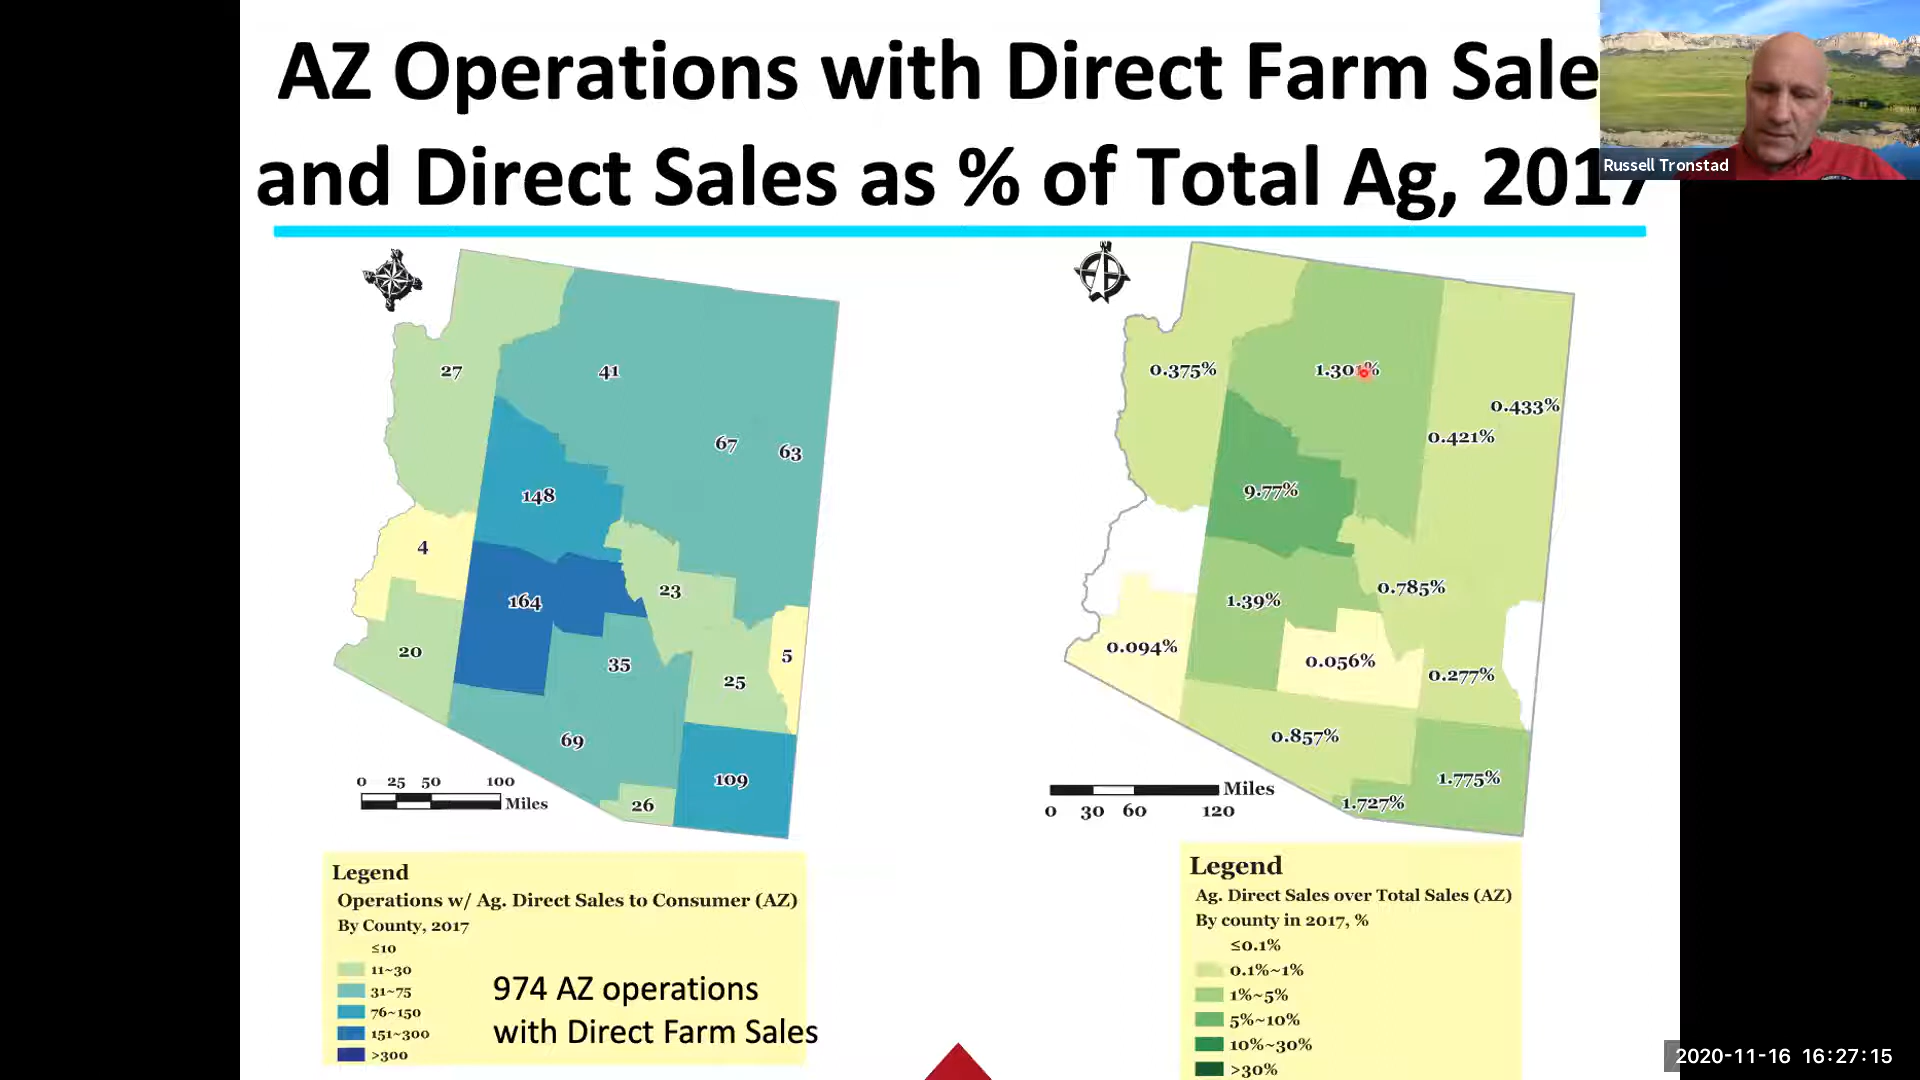 AZ Operations with Direct Farm Sale
and Direct Sales as % of Total Ag, 2017
Russell Tronstad
27
41
67
63
148
4
164
23
20
35
5
25
69
109
26
0 25 50 100
Miles
0.375%
1.301%
0.433%
0.421%
9.77%
0.785%
1.39%
0.094%
0.056%
0.277%
0.857%
1.775%
1.727%
Miles
0 30 60 120
Legend
Operations w/ Ag. Direct Sales to Consumer (AZ)
By County, 2017
≤10
11~30
31~75
76~150
151~300
>300
974 AZ operations
with Direct Farm Sales
Legend
Ag. Direct Sales over Total Sales (AZ)
By county in 2017, %
≤0.1%
0.1%~1%
1%~5%
5%~10%
10%~30%
>30%
2020-11-16 16:27:15